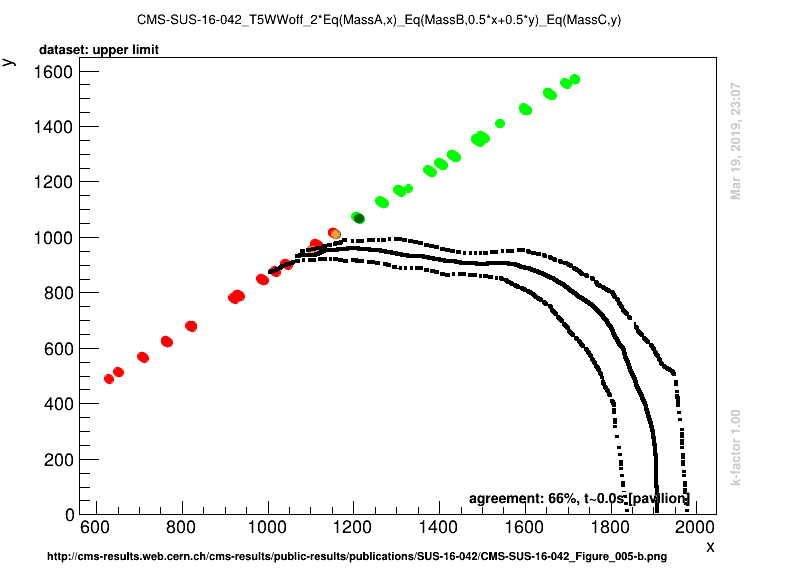 CMS-SUS-16-042_T5WWoff_2*Eq(MassA,x)_Eq(MassB,0.5*x+0.5*y)_Eq(MassC,y)
dataset: upper limit
y
1600
1400
1200
1000
800
600
400
200
0
600
800
1000
1200
1400
1600
1800
2000
x
agreement: 66%, t~0.0s [pavilion]
Mar 19, 2019, 23:07
k-factor 1.00
http://cms-results.web.cern.ch/cms-results/public-results/publications/SUS-16-042/CMS-SUS-16-042_Figure_005-b.png